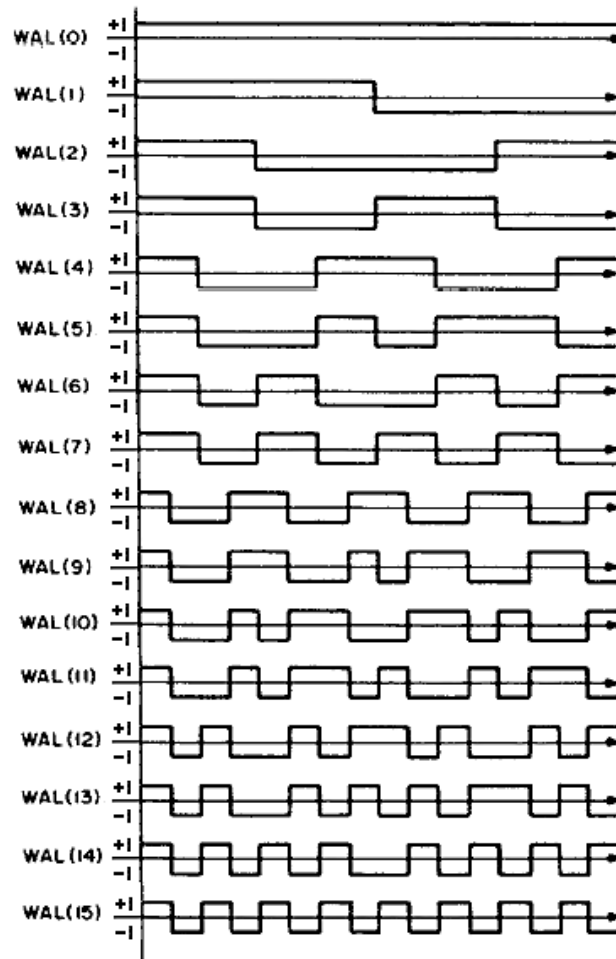 +1
WAL(0)
-1
+1
WAL(1)
-1
+1
WAL(2)
-1
+1
WAL(3)
-1
+1
WAL(4)
-1
+1
WAL(5)
-1
+1
WAL(6)
-1
+1
WAL(7)
-1
+1
WAL(8)
-1
+1
WAL(9)
-1
+1
WAL(10)
-1
+1
WAL(11)
-1
+1
WAL(12)
-1
+1
WAL(13)
-1
+1
WAL(14)
-1
+1
WAL(15)
-1